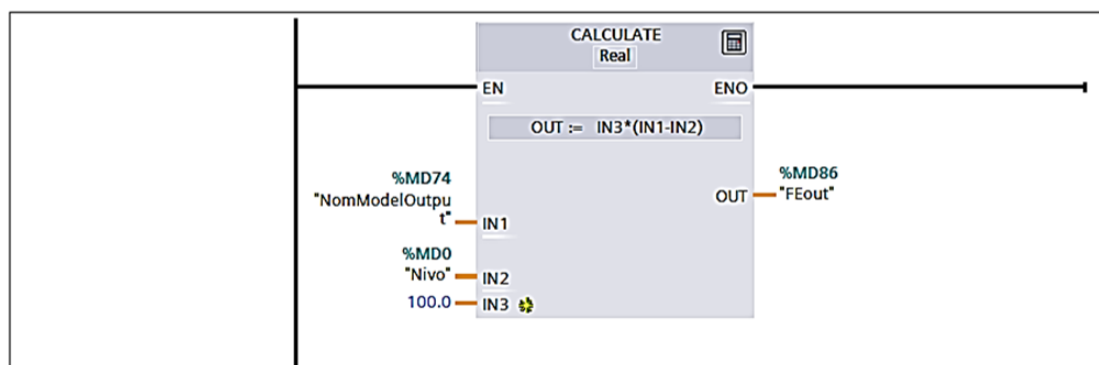 CALCULATE
Real
EN
ENO
OUT := IN3*(IN1-IN2)
%MD74
"NomModelOutpu
t"
IN1
%MD86
"FEout"
OUT
%MD0
"Nivo"
IN2
100.0
IN3